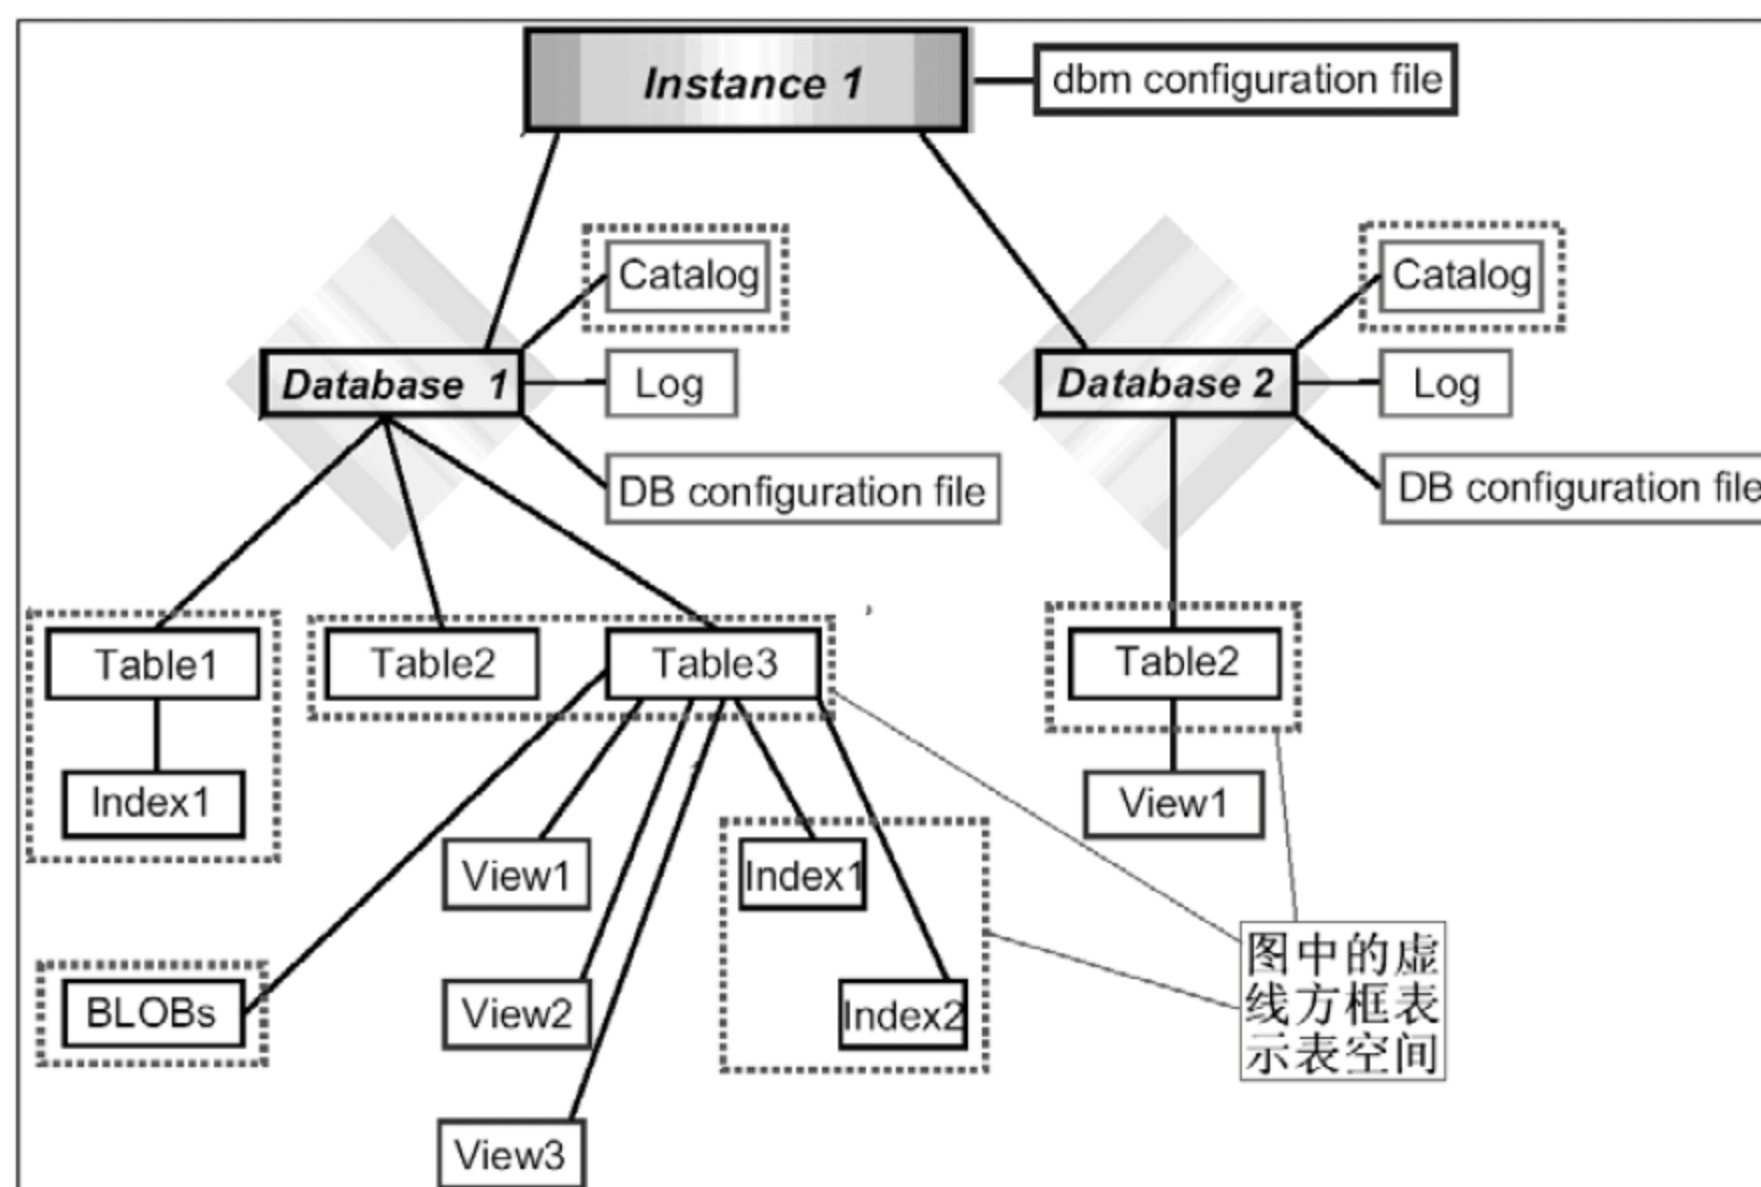 Instance 1
dbm configuration file
Catalog
Catalog
Database 1
Log
Database 2
Log
DB configuration file
DB configuration file
Table1
Table2
Table3
Table2
Index1
View1
View1
Index1
BLOBs
View2
Index2
图中的虚
线方框表
示表空间
View3